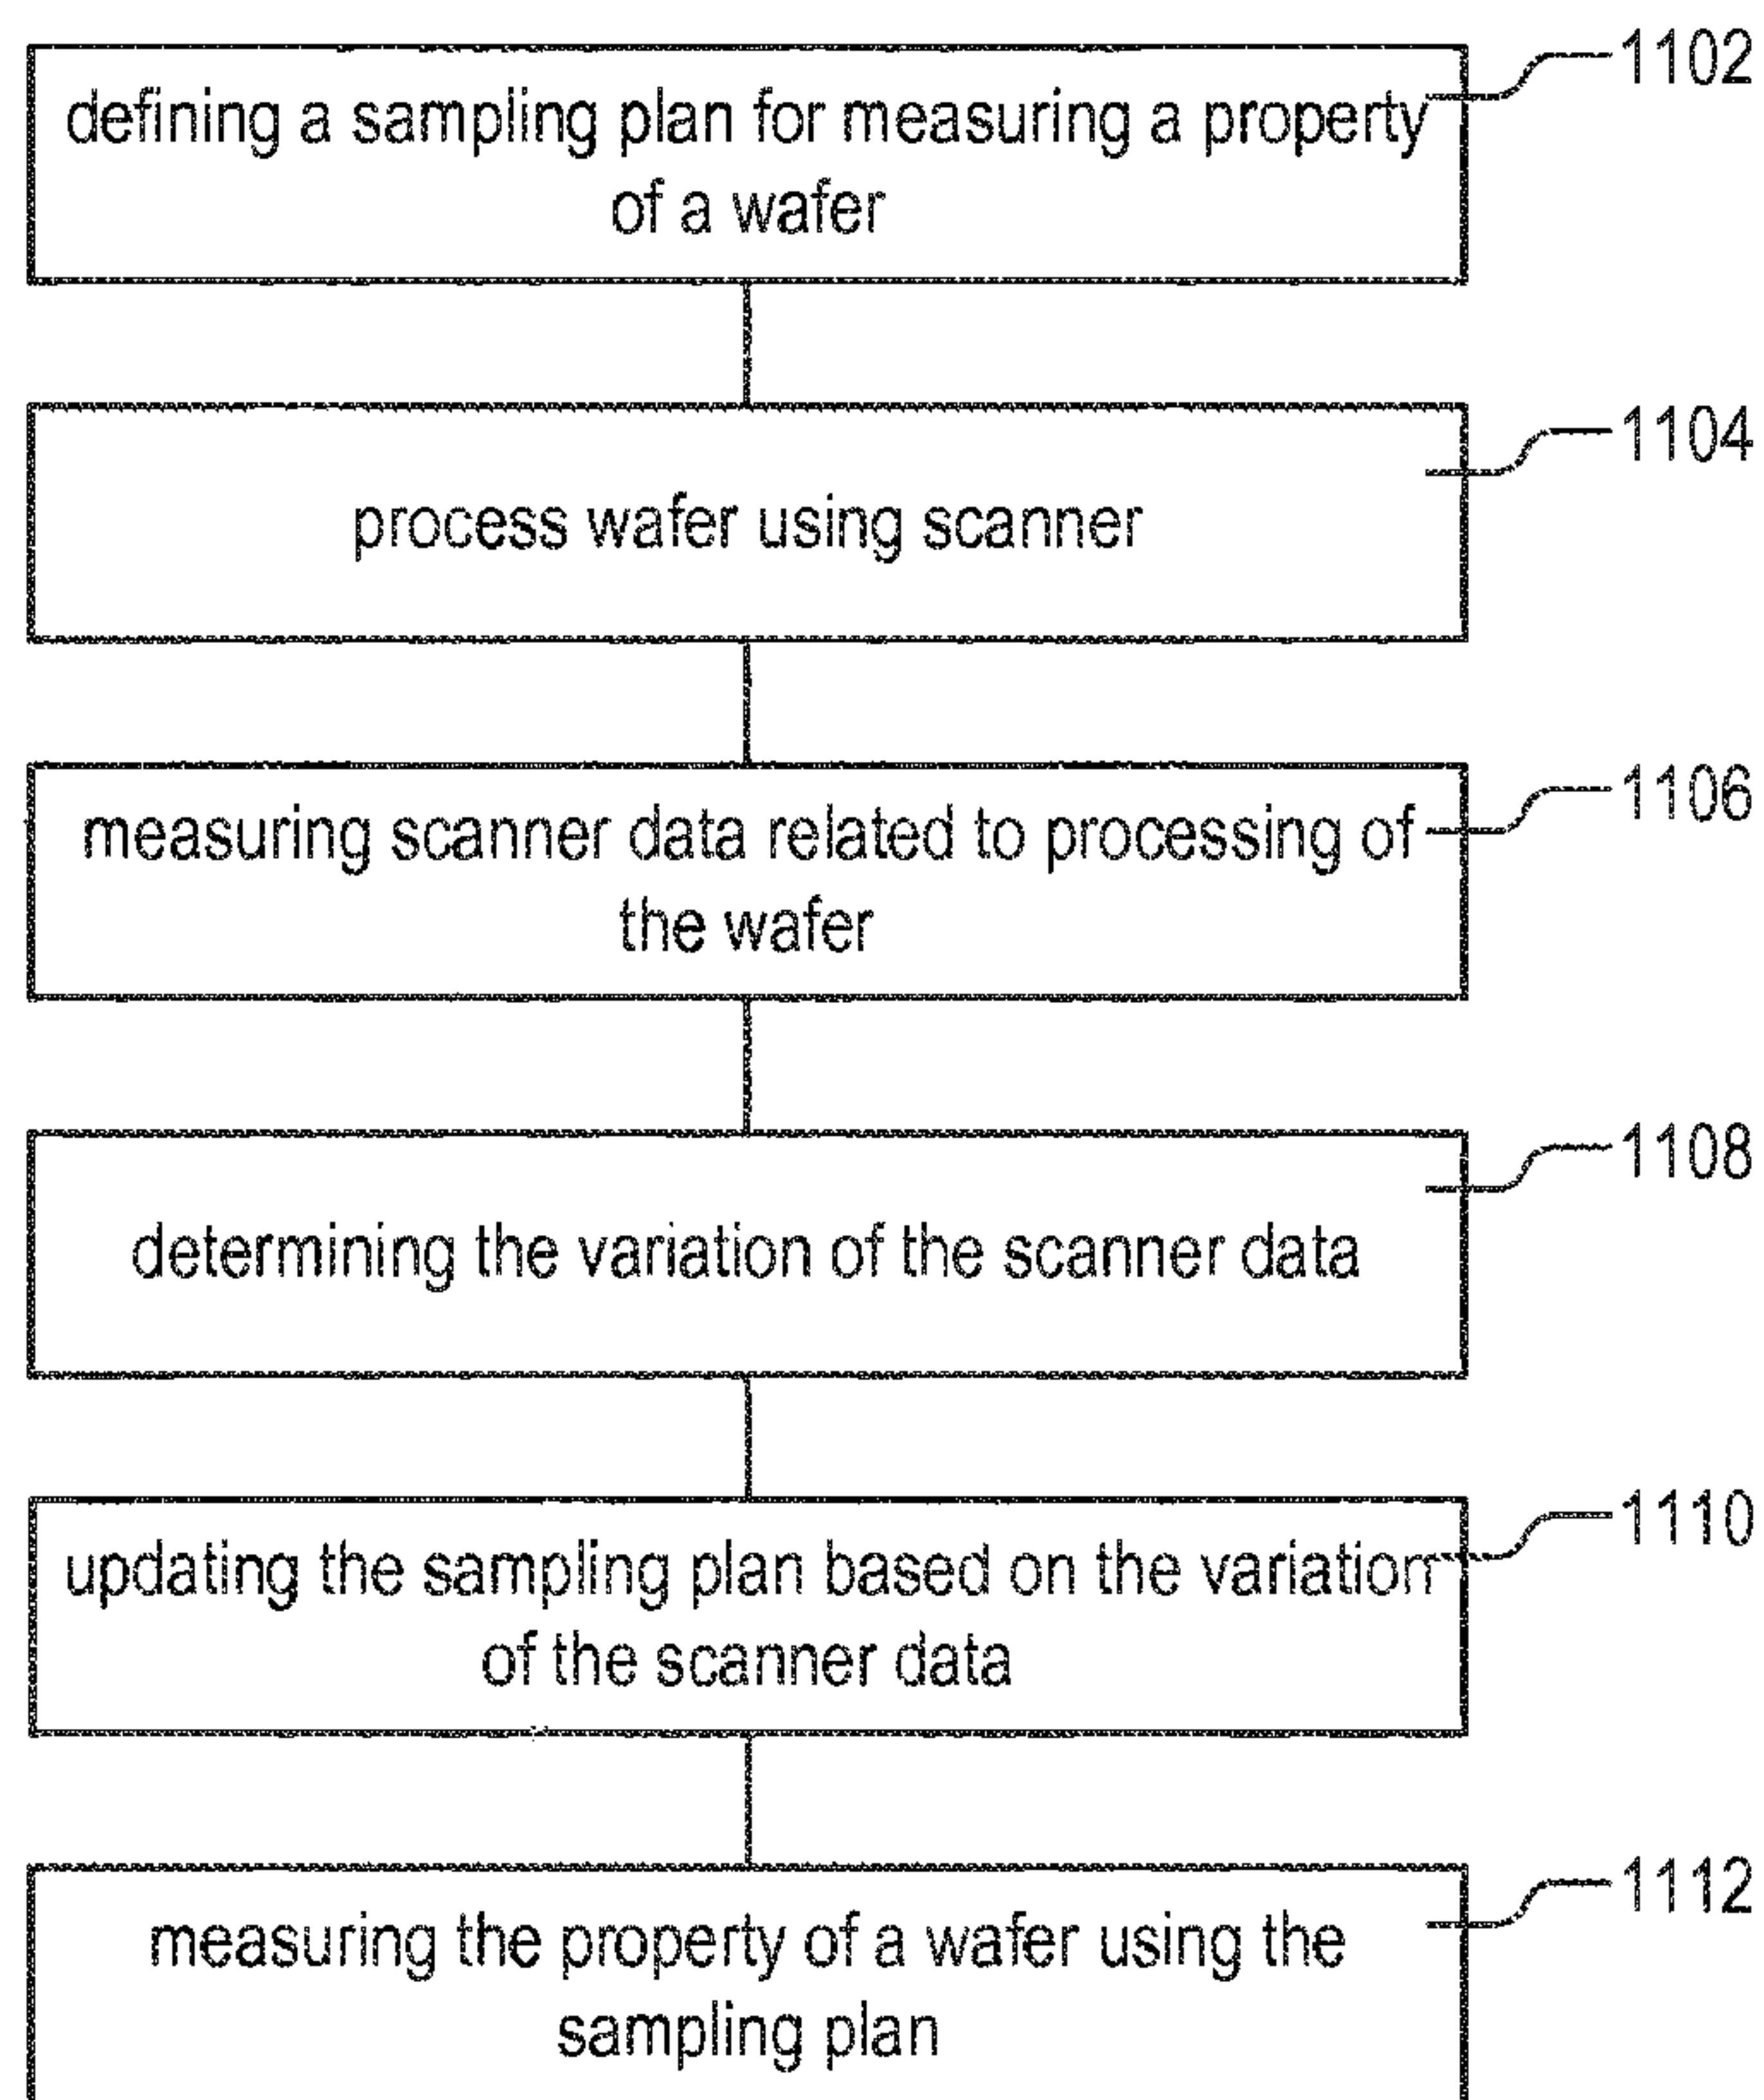 1102
defining a sampling plan for measuring a property
of a wafer
1104
process wafer using scanner
1106
measuring scanner data related to processing of
the wafer
1108
determining the variation of the scanner data
1110
updating the sampling plan based on the variation
of the scanner data
1112
measuring the property of a wafer using the
sampling plan